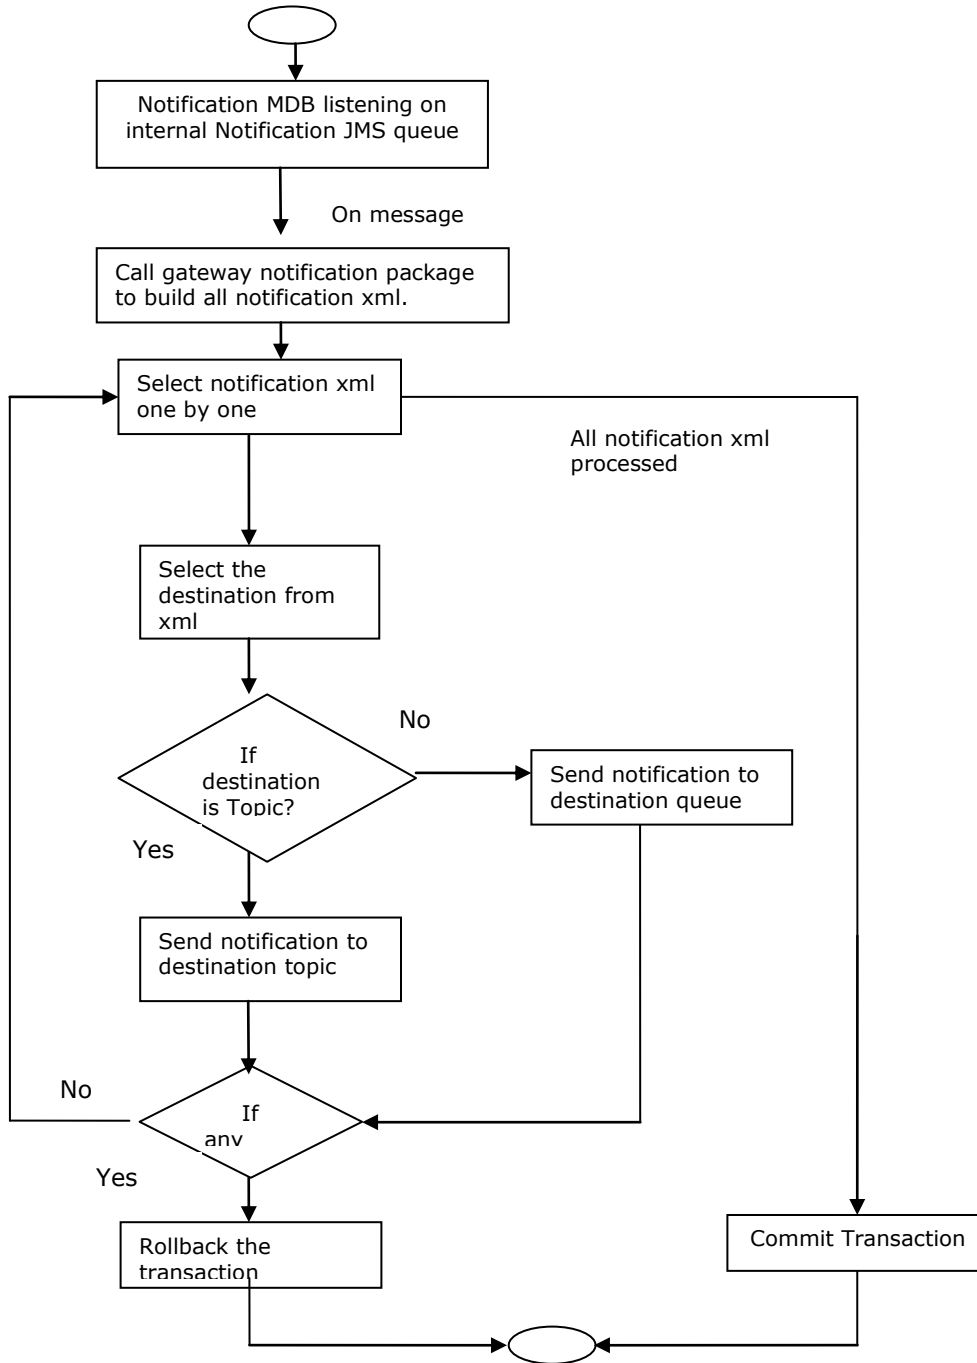 Notification MDB listening on
internal Notification JMS queue
On message
Call gateway notification package
to build all notification xml.
Select notification xml
one by one
All notification xml
processed
Select the
destination from
xml
No
If
destination
is Topic?
Send notification to
destination queue
Yes
Send notification to
destination topic
No
If
any
Yes
Rollback the
transaction
Commit Transaction